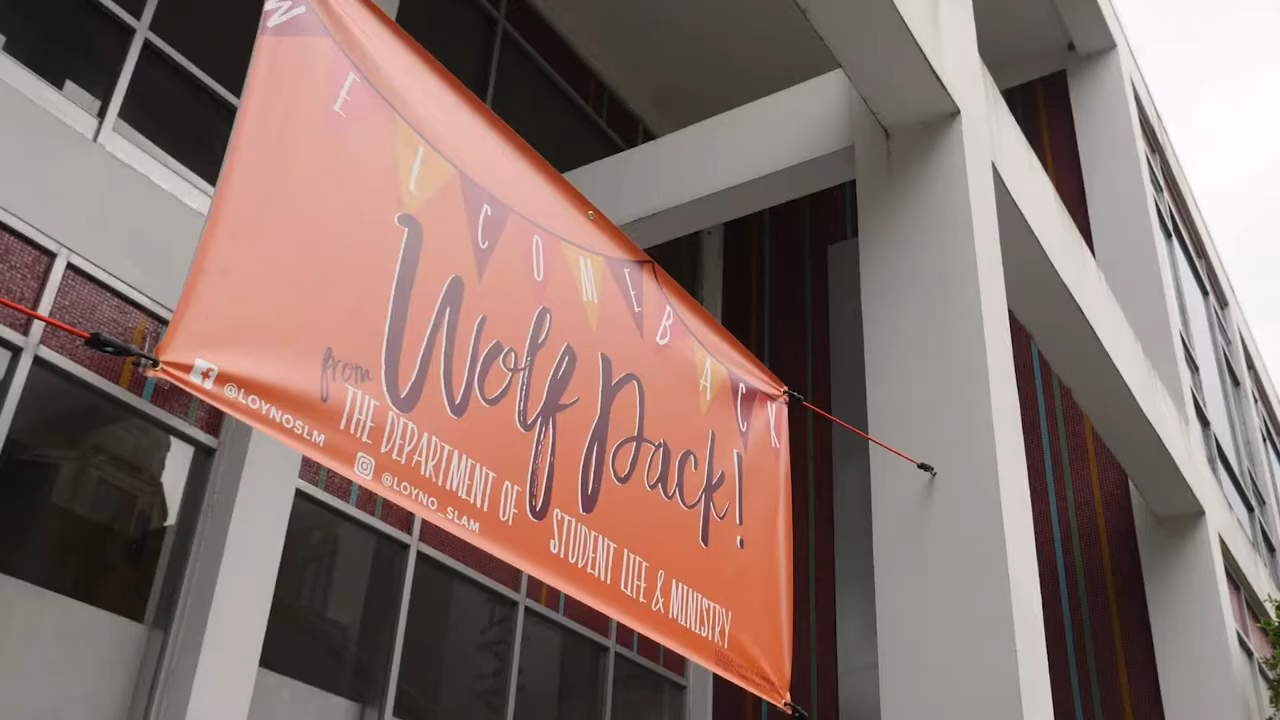 WELCOME BACK
Wolf Pack!
from
THE DEPARTMENT OF STUDENT LIFE & MINISTRY
@LOYNOSLM
@LOYNO_SLAM